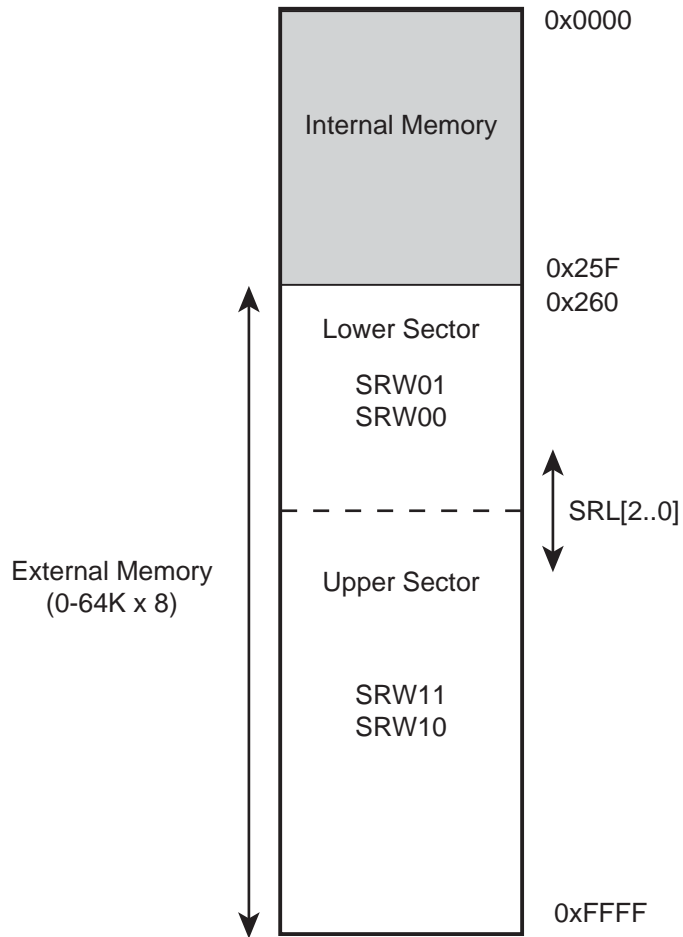 0x0000
Internal Memory
0x25F
0x260
Lower Sector
SRW01
SRW00
SRL[2..0]
External Memory
(0-64K x 8)
Upper Sector
SRW11
SRW10
0xFFFF